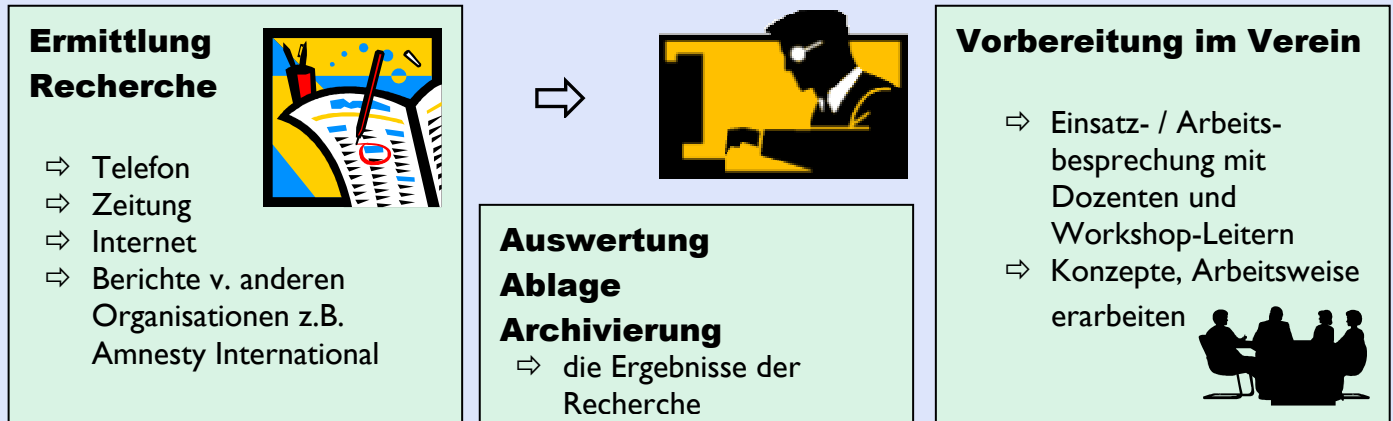 Ermittlung
Recherche
⇨ Telefon
⇨ Zeitung
⇨ Internet
⇨ Berichte v. anderen
Organisationen z.B.
Amnesty International
⇨
Auswertung
Ablage
Archivierung
⇨ die Ergebnisse der
Recherche
Vorbereitung im Verein
⇨ Einsatz- / Arbeits-
besprechung mit
Dozenten und
Workshop-Leitern
⇨ Konzepte, Arbeitsweise
erarbeiten